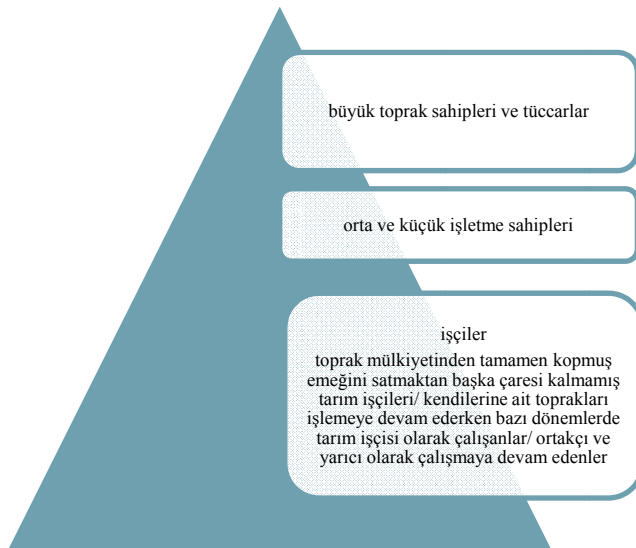 büyük toprak sahipleri ve tüccarlar
orta ve küçük işletme sahipleri
işçiler
toprak mülkiyetinden tamamen kopmuş
emeğini satmaktan başka çaresi kalmamış
tarım işçileri/ kendilerine ait toprakları
işlemeye devam ederken bazı dönemlerde
tarım işçisi olarak çalışanlar/ ortakçı ve
yarıcı olarak çalışmaya devam edenler